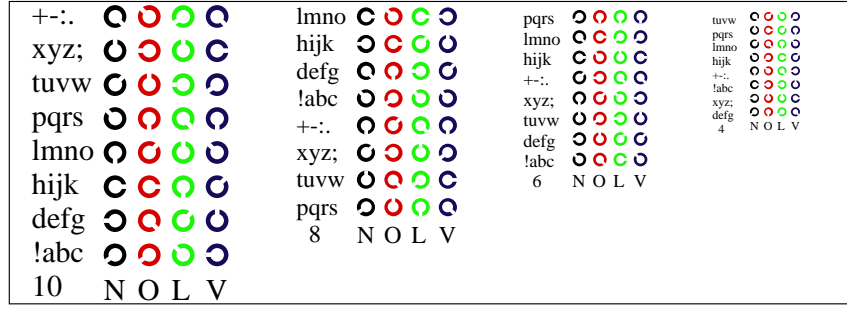 +-:.
xyz;
tuvw
pqrs
lmno
hijk
defg
!abc
10 N O L V
lmno
hijk
defg
!abc
+-:.
xyz;
tuvw
pqrs
8 N O L V
pqrs
lmno
hijk
+-:.
xyz;
tuvw
defg
!abc
6 N O L V
tuvw
pqrs
lmno
hijk
+-:.
!abc
xyz;
defg
4 N O L V